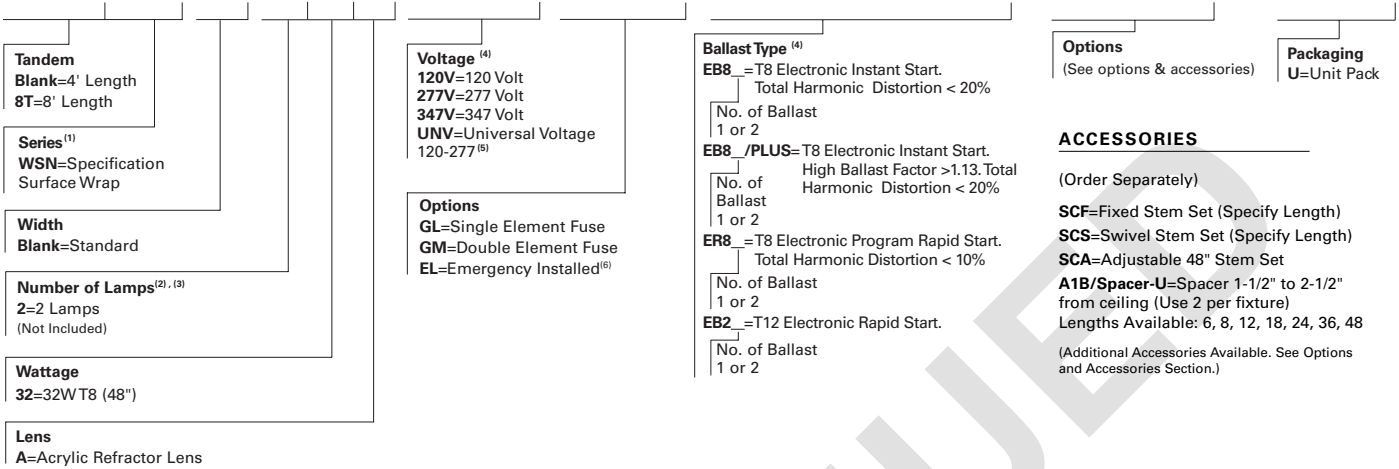 Tandem
Blank=4' Length
8T=8' Length
Series(1)
WSN=Specification
Surface Wrap
Width
Blank=Standard
Number of Lamps(2), (3)
2=2 Lamps
(Not Included)
Wattage
32=32W T8 (48")
Lens
A=Acrylic Refractor Lens
Voltage (4)
120V=120 Volt
277V=277 Volt
347V=347 Volt
UNV=Universal Voltage
120-277(5)
Options
GL=Single Element Fuse
GM=Double Element Fuse
EL=Emergency Installed(6)
Ballast Type (4)
EB8__=T8 Electronic Instant Start.
Total Harmonic Distortion < 20%
No. of Ballast
1 or 2
EB8__/PLUS=T8 Electronic Instant Start.
High Ballast Factor >1.13. Total
Harmonic Distortion < 20%
No. of
Ballast
1 or 2
ER8__=T8 Electronic Program Rapid Start.
Total Harmonic Distortion < 10%
No. of Ballast
1 or 2
EB2__=T12 Electronic Rapid Start.
No. of Ballast
1 or 2
Options
(See options & accessories)
Packaging
U=Unit Pack
ACCESSORIES
(Order Separately)
SCF=Fixed Stem Set (Specify Length)
SCS=Swivel Stem Set (Specify Length)
SCA=Adjustable 48" Stem Set
A1B/Spacer-U=Spacer 1-1/2" to 2-1/2"
from ceiling (Use 2 per fixture)
Lengths Available: 6, 8, 12, 18, 24, 36, 48
(Additional Accessories Available. See Options
and Accessories Section.)
UED